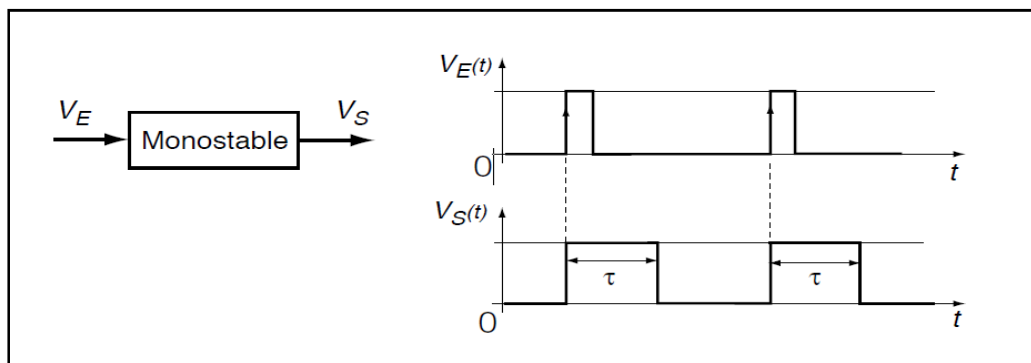 V_E
Monostable
V_S
V_E(t)
0
t
V_S(t)
τ
τ
0
t